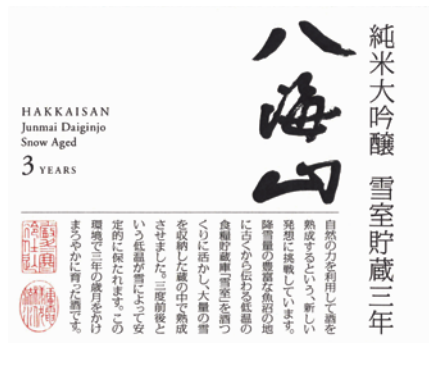 純米大吟醸 雪室貯蔵三年
八海山
HAKKAISAN
Junmai Daiginjo
Snow Aged
3 YEARS
自然の力を利用して酒を
熟成するという、新しい
発想に挑戦しています。
降雪量の豊富な魚沼の地
に古くから伝わる低温の
食糧貯蔵庫「雪室」を酒づ
くりに活かし、大量の雪
を収納した蔵の中で熟成
させました。三度前後と
いう低温が雪によって安
定的に保たれます。この
環境で三年の歳月をかけ
まろやかに育った酒です。